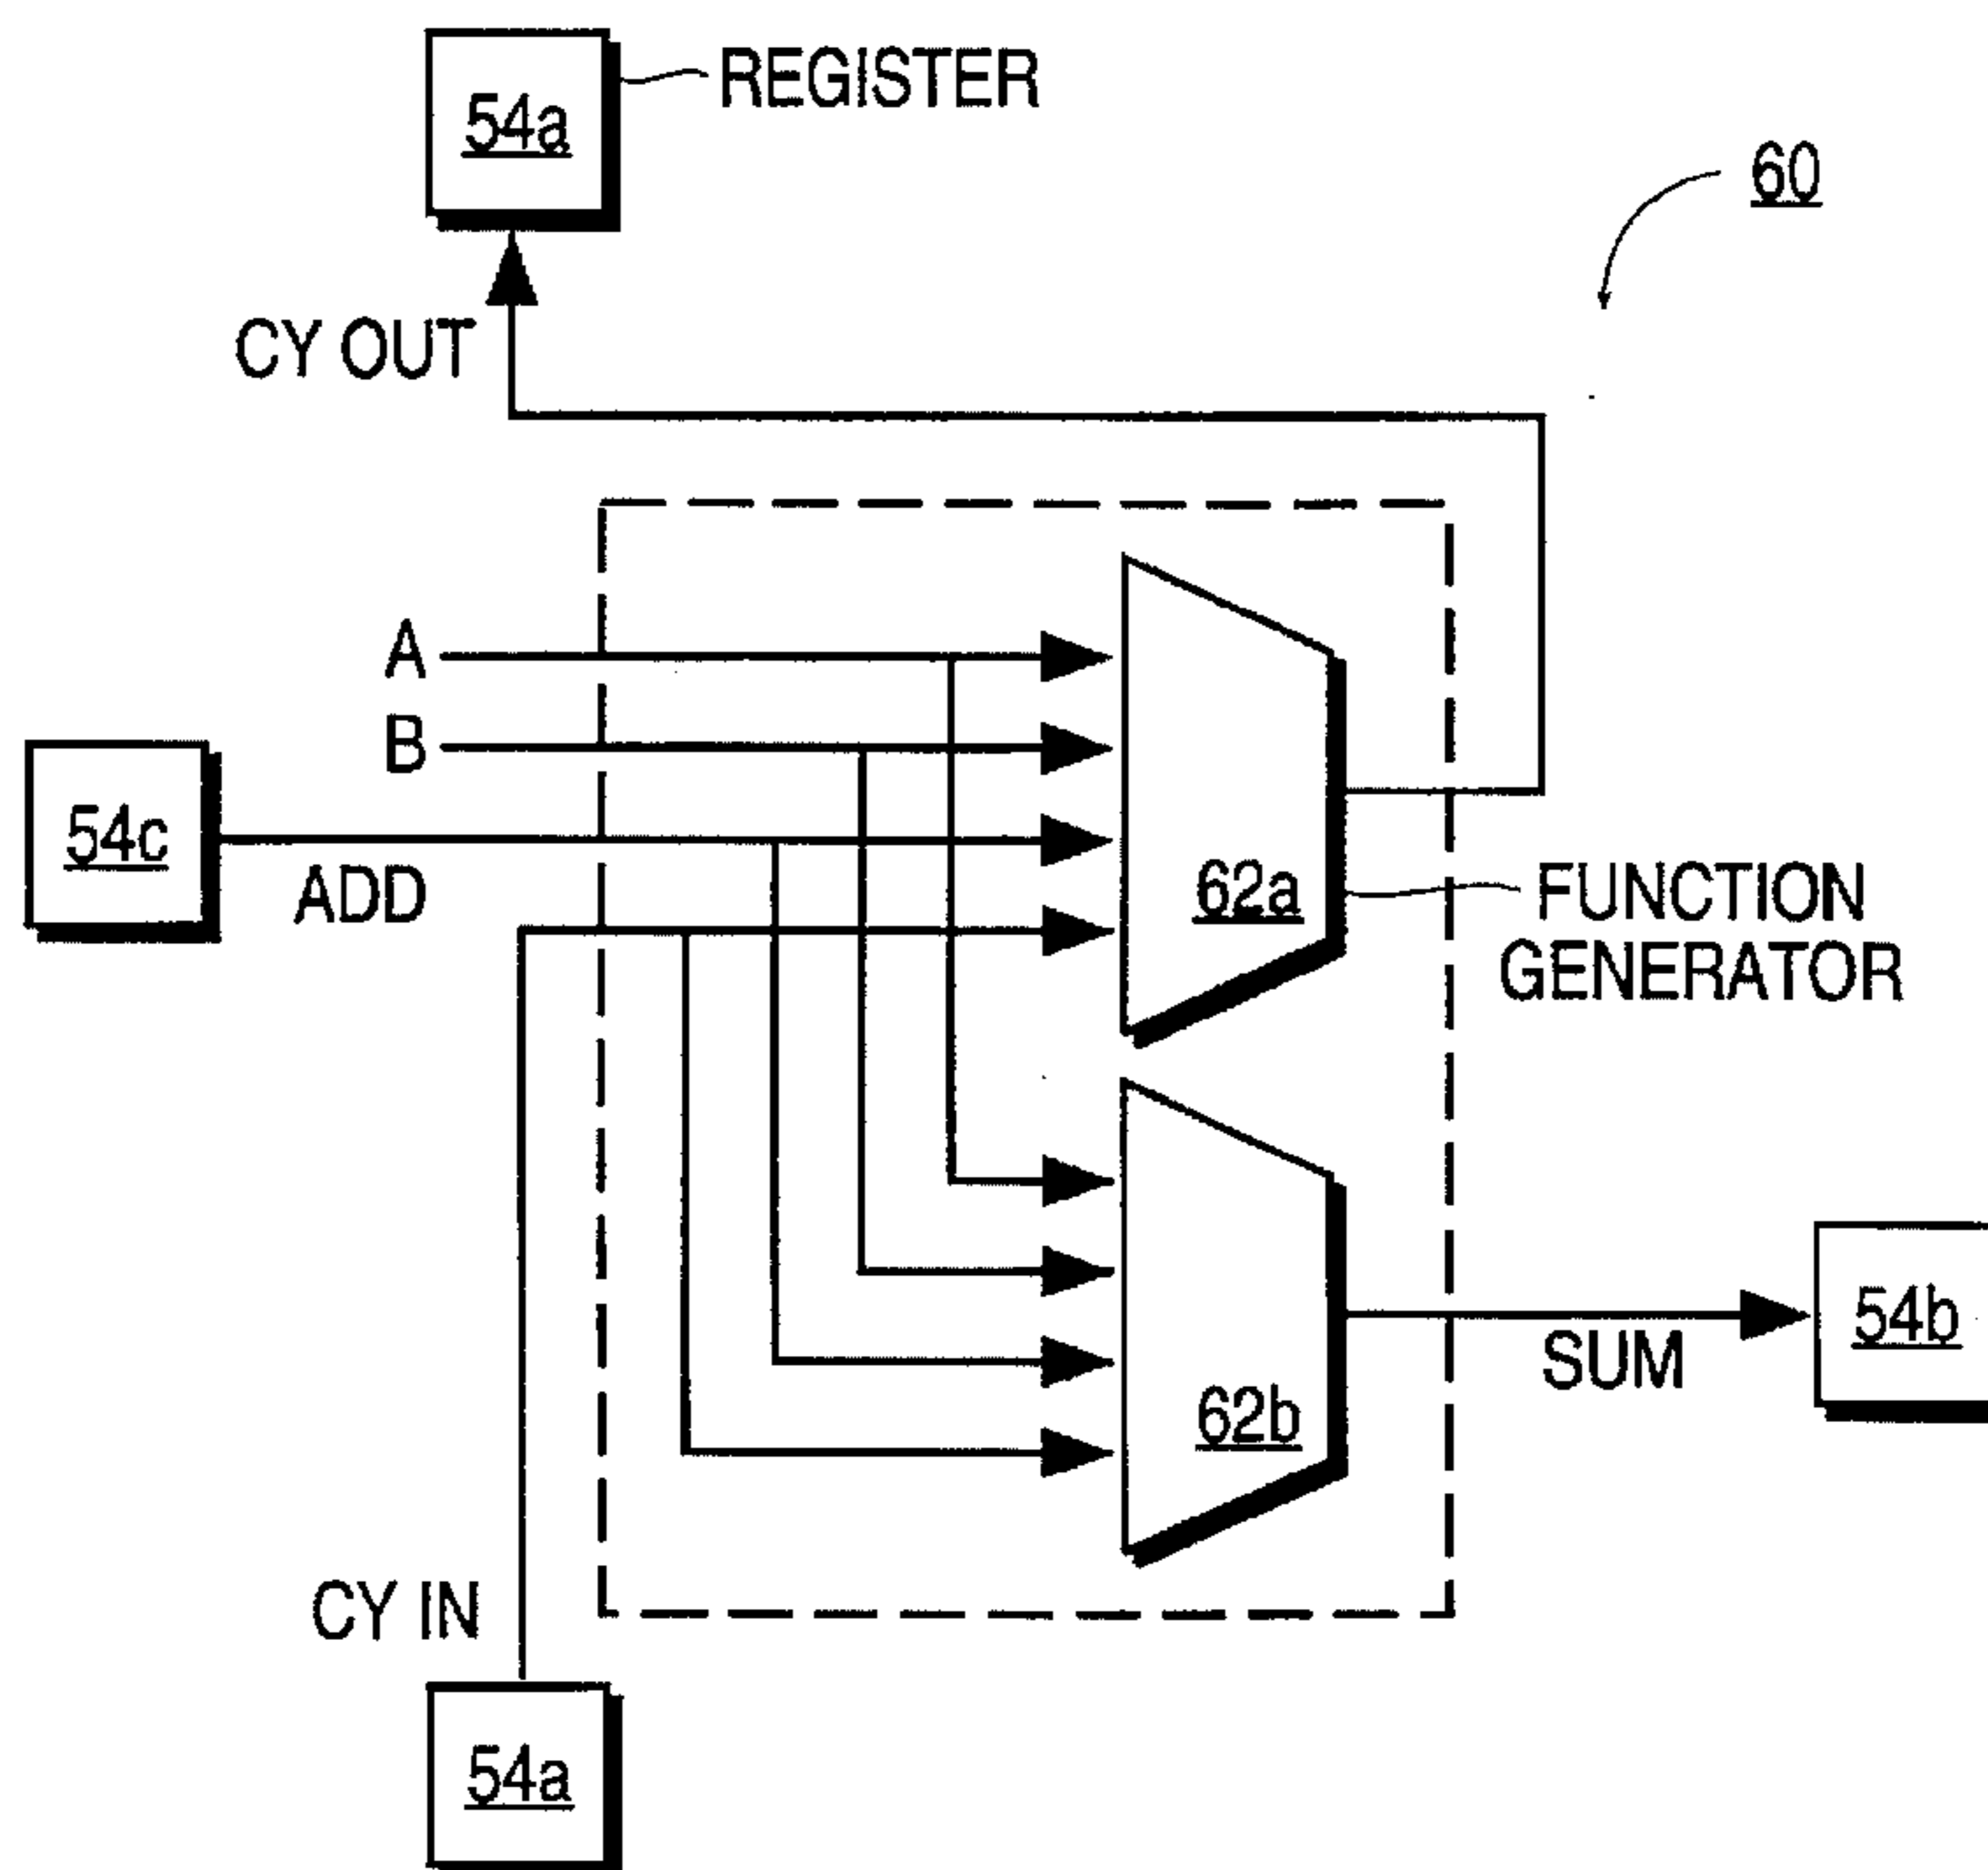 54a
REGISTER
60
CY OUT
A
B
54c
ADD
62a
FUNCTION
GENERATOR
54b
SUM
62b
CY IN
54a